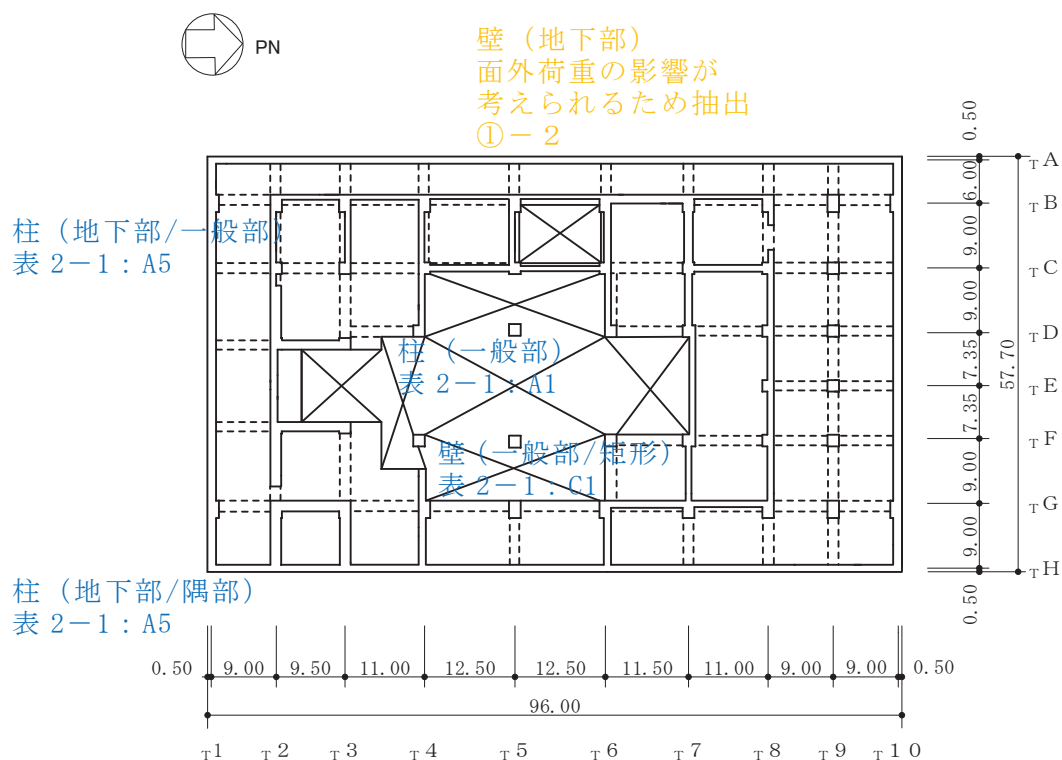 PN
壁（地下部）
面外荷重の影響が
考えられるため抽出
①－２
柱（地下部/一般部）
表 2－1：A5
柱（一般部）
表 2－1：A1
壁(一般部/矩形)
表 2－1：C1
柱（地下部/隅部）
表 2－1：A5
0.50
6.00
9.00
9.00
7.35
7.35
9.00
9.00
0.50
57.70
TA
TB
TC
TD
TE
TF
TG
TH
0.50 9.00 9.50 11.00 12.50 12.50 11.50 11.00 9.00 9.00 0.50
96.00
T1 T2 T3 T4 T5 T6 T7 T8 T9 T10